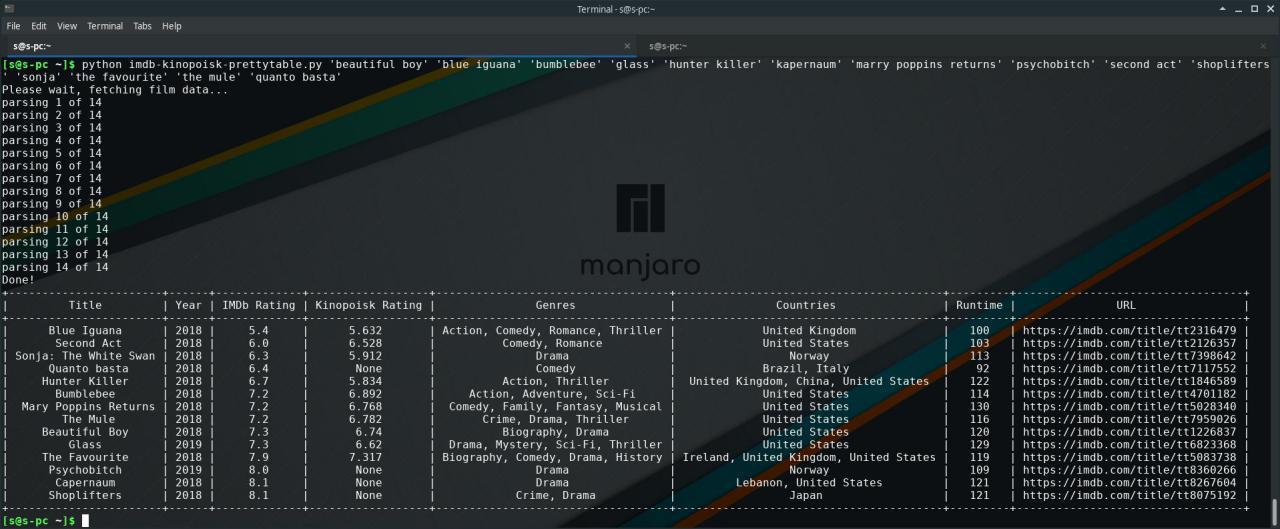 Terminal - s@s-pc:~
File Edit View Terminal Tabs Help
s@s-pc:~ × s@s-pc:~ ×
[s@s-pc ~]$ python imdb-kinopoisk-prettytable.py 'beautiful boy' 'blue iguana' 'bumblebee' 'glass' 'hunter killer' 'kapernaum' 'marry poppins returns' 'psychobitch' 'second act' 'shoplifters
' 'sonja' 'the favourite' 'the mule' 'quanto basta'
Please wait, fetching film data...
parsing 1 of 14
parsing 2 of 14
parsing 3 of 14
parsing 4 of 14
parsing 5 of 14
parsing 6 of 14
parsing 7 of 14
parsing 8 of 14
parsing 9 of 14
parsing 10 of 14
parsing 11 of 14
parsing 12 of 14
parsing 13 of 14
parsing 14 of 14
manjaro
Done!
| Title | Year | IMDb Rating | Kinopoisk Rating | Genres | Countries | Runtime | URL |
| Blue Iguana | 2018 | 5.4 | 5.632 | Action, Comedy, Romance, Thriller | United Kingdom | 100 | https://imdb.com/title/tt2316479 |
| Second Act | 2018 | 6.0 | 6.528 | Comedy, Romance | United States | 103 | https://imdb.com/title/tt2126357 |
| Sonja: The White Swan | 2018 | 6.3 | 5.912 | Drama | Norway | 113 | https://imdb.com/title/tt7398642 |
| Quanto basta | 2018 | 6.4 | None | Comedy | Brazil, Italy | 92 | https://imdb.com/title/tt7117552 |
| Hunter Killer | 2018 | 6.7 | 5.834 | Action, Thriller | United Kingdom, China, United States | 122 | https://imdb.com/title/tt1846589 |
| Bumblebee | 2018 | 7.2 | 6.892 | Action, Adventure, Sci-Fi | United States | 114 | https://imdb.com/title/tt4701182 |
| Mary Poppins Returns | 2018 | 7.2 | 6.768 | Comedy, Family, Fantasy, Musical | United States | 130 | https://imdb.com/title/tt5028340 |
| The Mule | 2018 | 7.2 | 6.782 | Crime, Drama, Thriller | United States | 116 | https://imdb.com/title/tt7959026 |
| Beautiful Boy | 2018 | 7.3 | 6.74 | Biography, Drama | United States | 120 | https://imdb.com/title/tt1226837 |
| Glass | 2019 | 7.3 | 6.62 | Drama, Mystery, Sci-Fi, Thriller | United States | 129 | https://imdb.com/title/tt6823368 |
| The Favourite | 2018 | 7.9 | 7.317 | Biography, Comedy, Drama, History | Ireland, United Kingdom, United States | 119 | https://imdb.com/title/tt5083738 |
| Psychobitch | 2019 | 8.0 | None | Drama | Norway | 109 | https://imdb.com/title/tt8360266 |
| Capernaum | 2018 | 8.1 | None | Drama | Lebanon, United States | 121 | https://imdb.com/title/tt8267604 |
| Shoplifters | 2018 | 8.1 | None | Crime, Drama | Japan | 121 | https://imdb.com/title/tt8075192 |
[s@s-pc ~]$